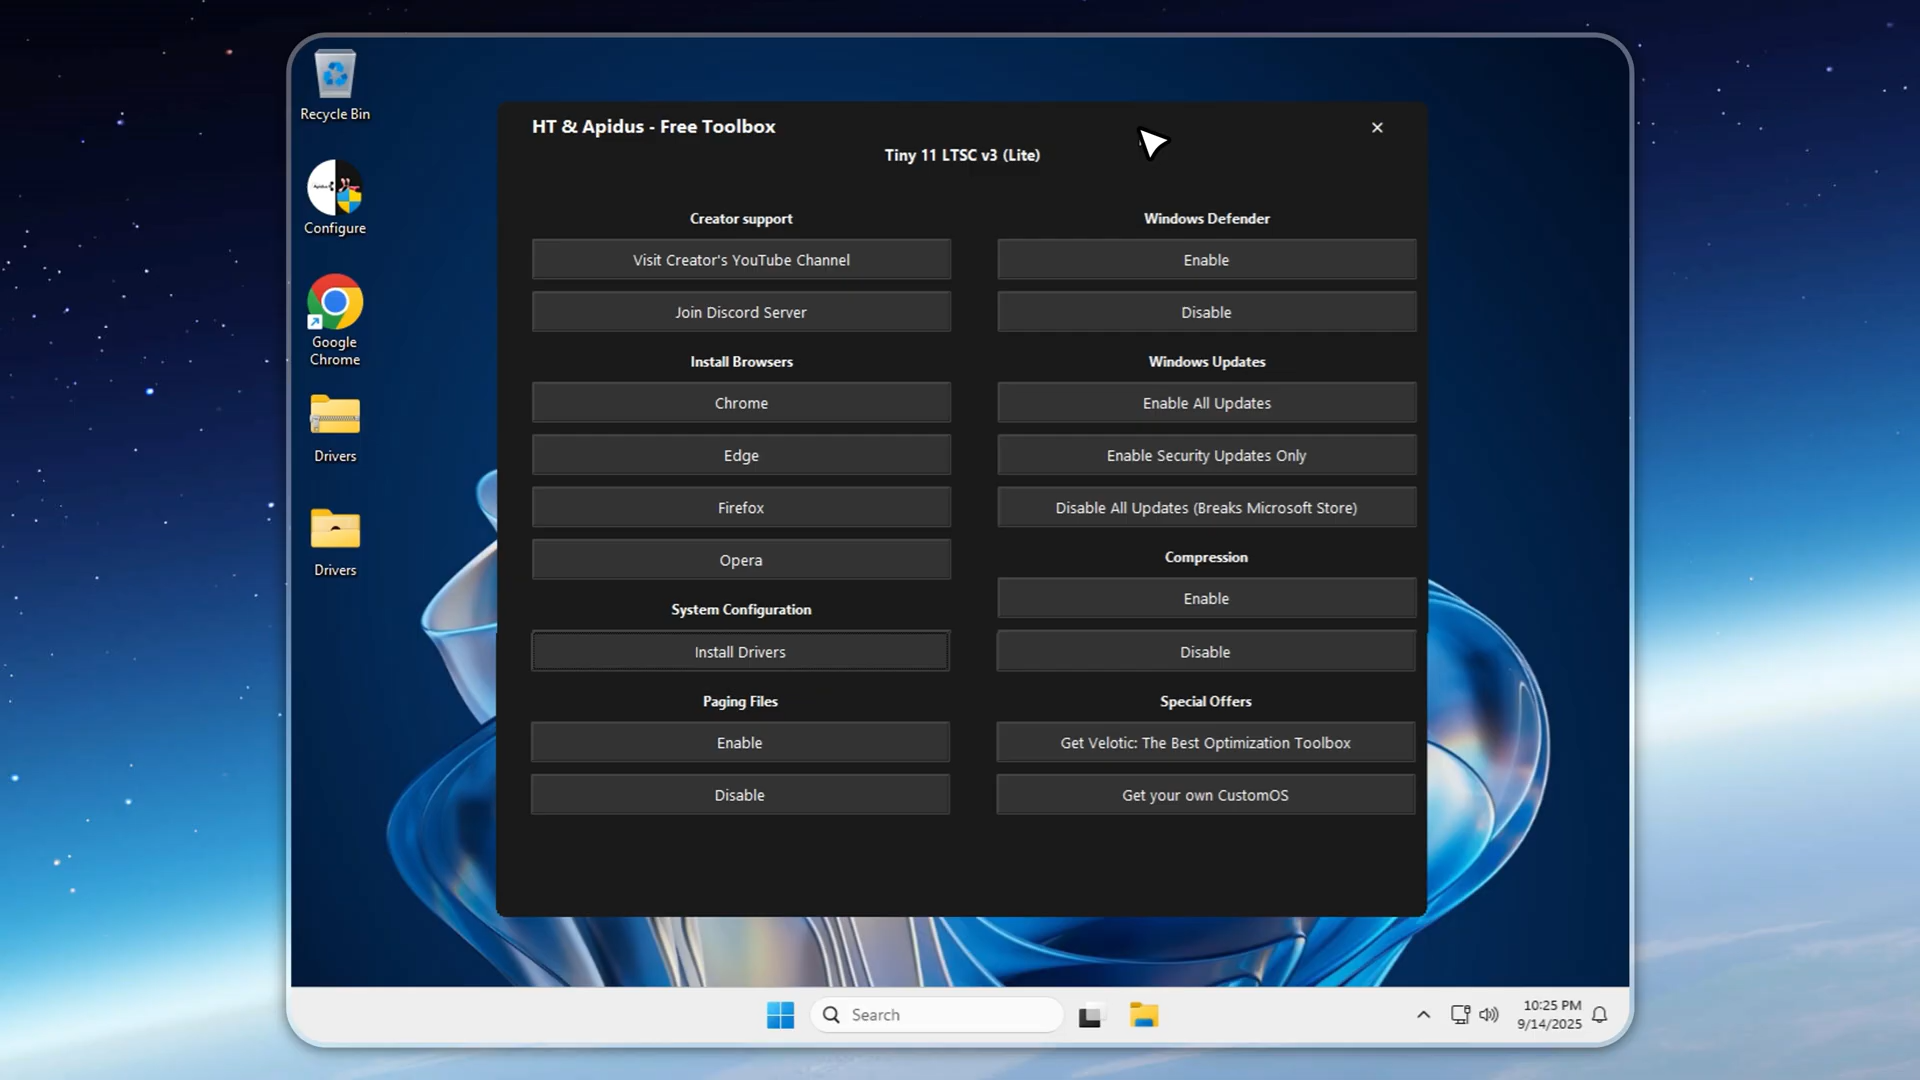 Recycle Bin
Configure
Google
Chrome
Drivers
Drivers
HT & Apidus - Free Toolbox
Tiny 11 LTSC v3 (Lite)
Creator support
Visit Creator's YouTube Channel
Join Discord Server
Install Browsers
Chrome
Edge
Firefox
Opera
System Configuration
Install Drivers
Paging Files
Enable
Disable
Windows Defender
Enable
Disable
Windows Updates
Enable All Updates
Enable Security Updates Only
Disable All Updates (Breaks Microsoft Store)
Compression
Enable
Disable
Special Offers
Get Velotic: The Best Optimization Toolbox
Get your own CustomOS
Search
10:25 PM
9/14/2025